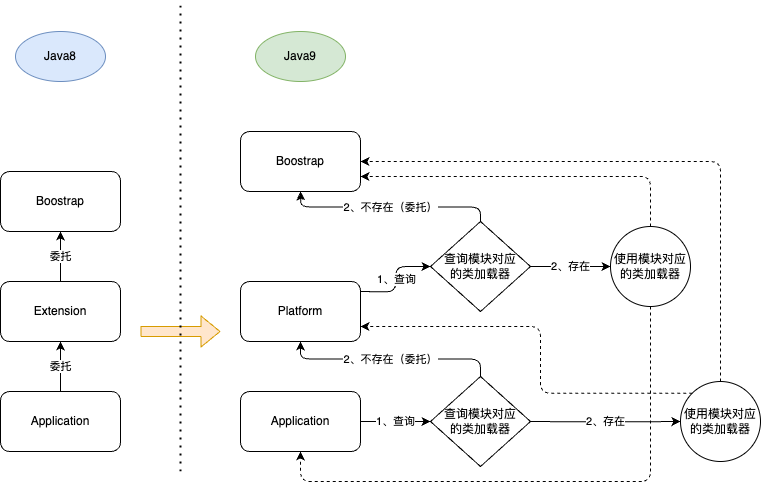 Java8
Java9
Boostrap
委托
Extension
委托
Application
Boostrap
2、不存在（委托）
查询模块对应
的类加载器
2、存在
使用模块对应
的类加载器
1、查询
Platform
2、不存在（委托）
Application
1、查询
查询模块对应
的类加载器
2、存在
使用模块对应
的类加载器